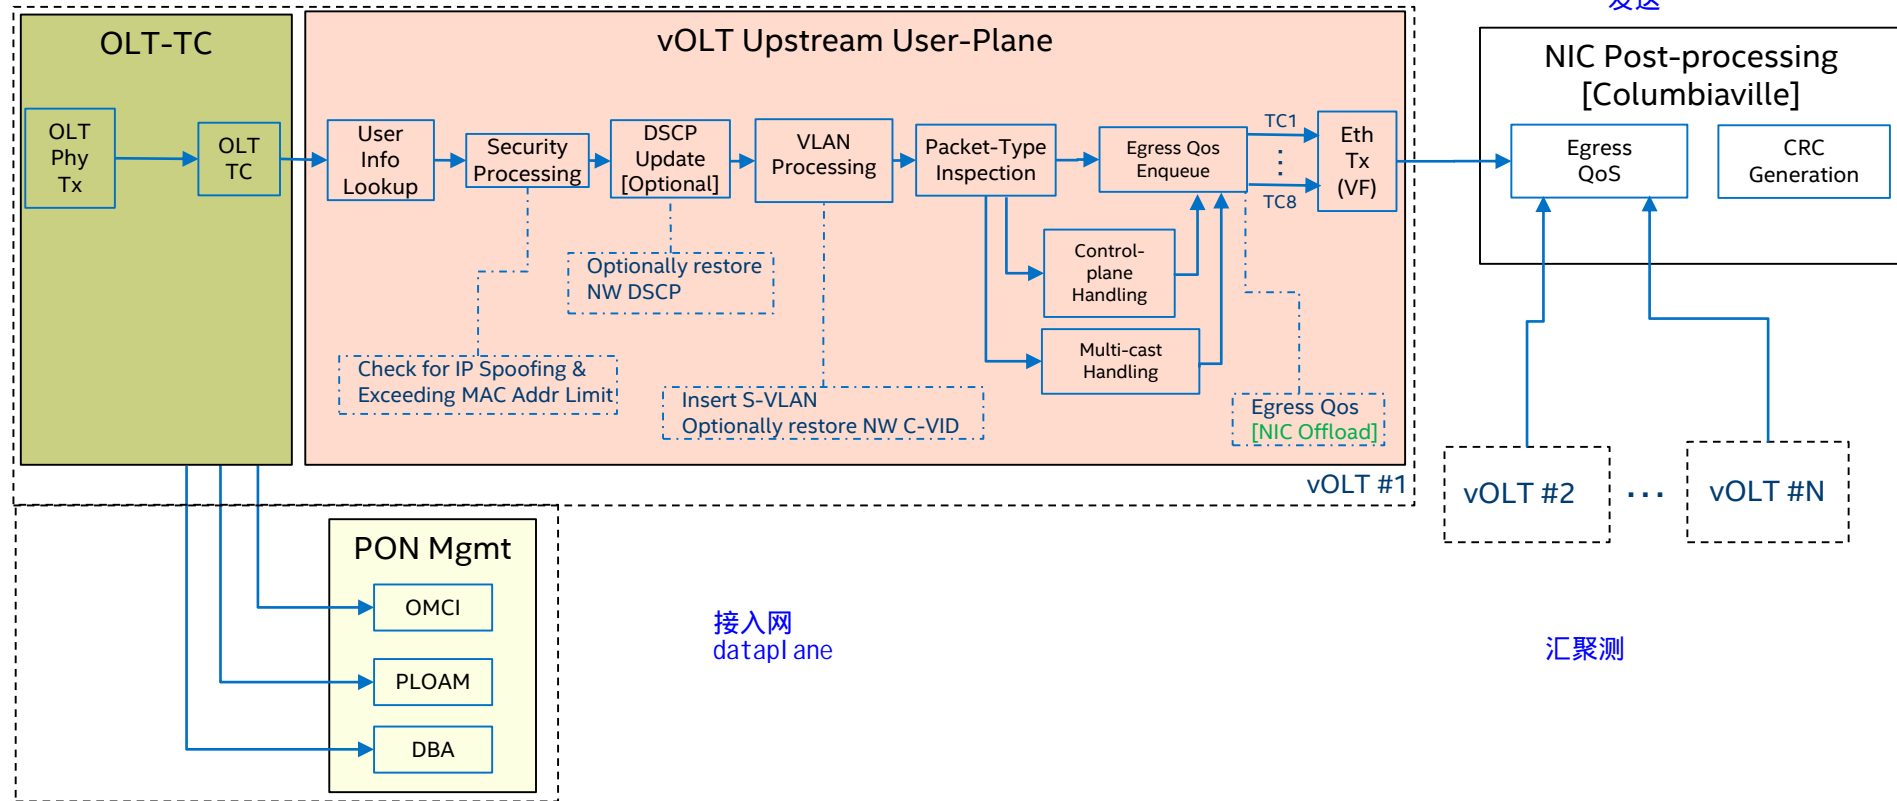 发送
OLT-TC
vOLT Upstream User-Plane
NIC Post-processing
[Columbiaville]
OLT
Phy
Tx
OLT
TC
User
Info
Lookup
Security
Processing
DSCP
Update
[Optional]
VLAN
Processing
Packet-Type
Inspection
Egress Qos
Enqueue
TC1
⋮
TC8
Eth
Tx
(VF)
Egress
QoS
CRC
Generation
Control-
plane
Handling
Multi-cast
Handling
Optionally restore
NW DSCP
Check for IP Spoofing &
Exceeding MAC Addr Limit
Insert S-VLAN
Optionally restore NW C-VID
Egress Qos
[NIC Offload]
vOLT #1
vOLT #2
...
vOLT #N
PON Mgmt
OMCI
PLOAM
DBA
接入网
dataplane
汇聚测